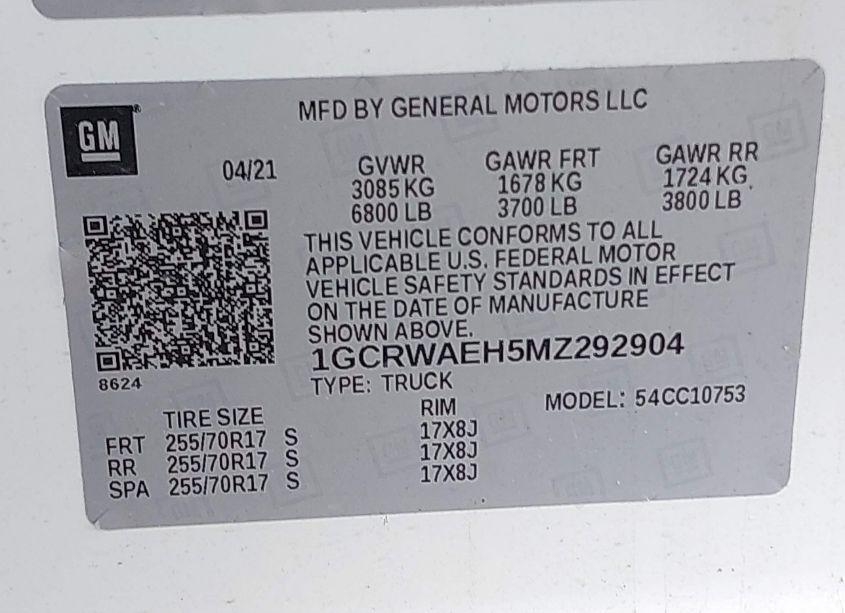 GM
MFD BY GENERAL MOTORS LLC
04/21
GVWR GAWR FRT GAWR RR
3085 KG 1678 KG 1724 KG
6800 LB 3700 LB 3800 LB
THIS VEHICLE CONFORMS TO ALL
APPLICABLE U.S. FEDERAL MOTOR
VEHICLE SAFETY STANDARDS IN EFFECT
ON THE DATE OF MANUFACTURE
SHOWN ABOVE.
1GCRWAEH5MZ292904
8624
TYPE: TRUCK
MODEL: 54CC10753
TIRE SIZE RIM
FRT 255/70R17 S 17X8J
RR 255/70R17 S 17X8J
SPA 255/70R17 S 17X8J